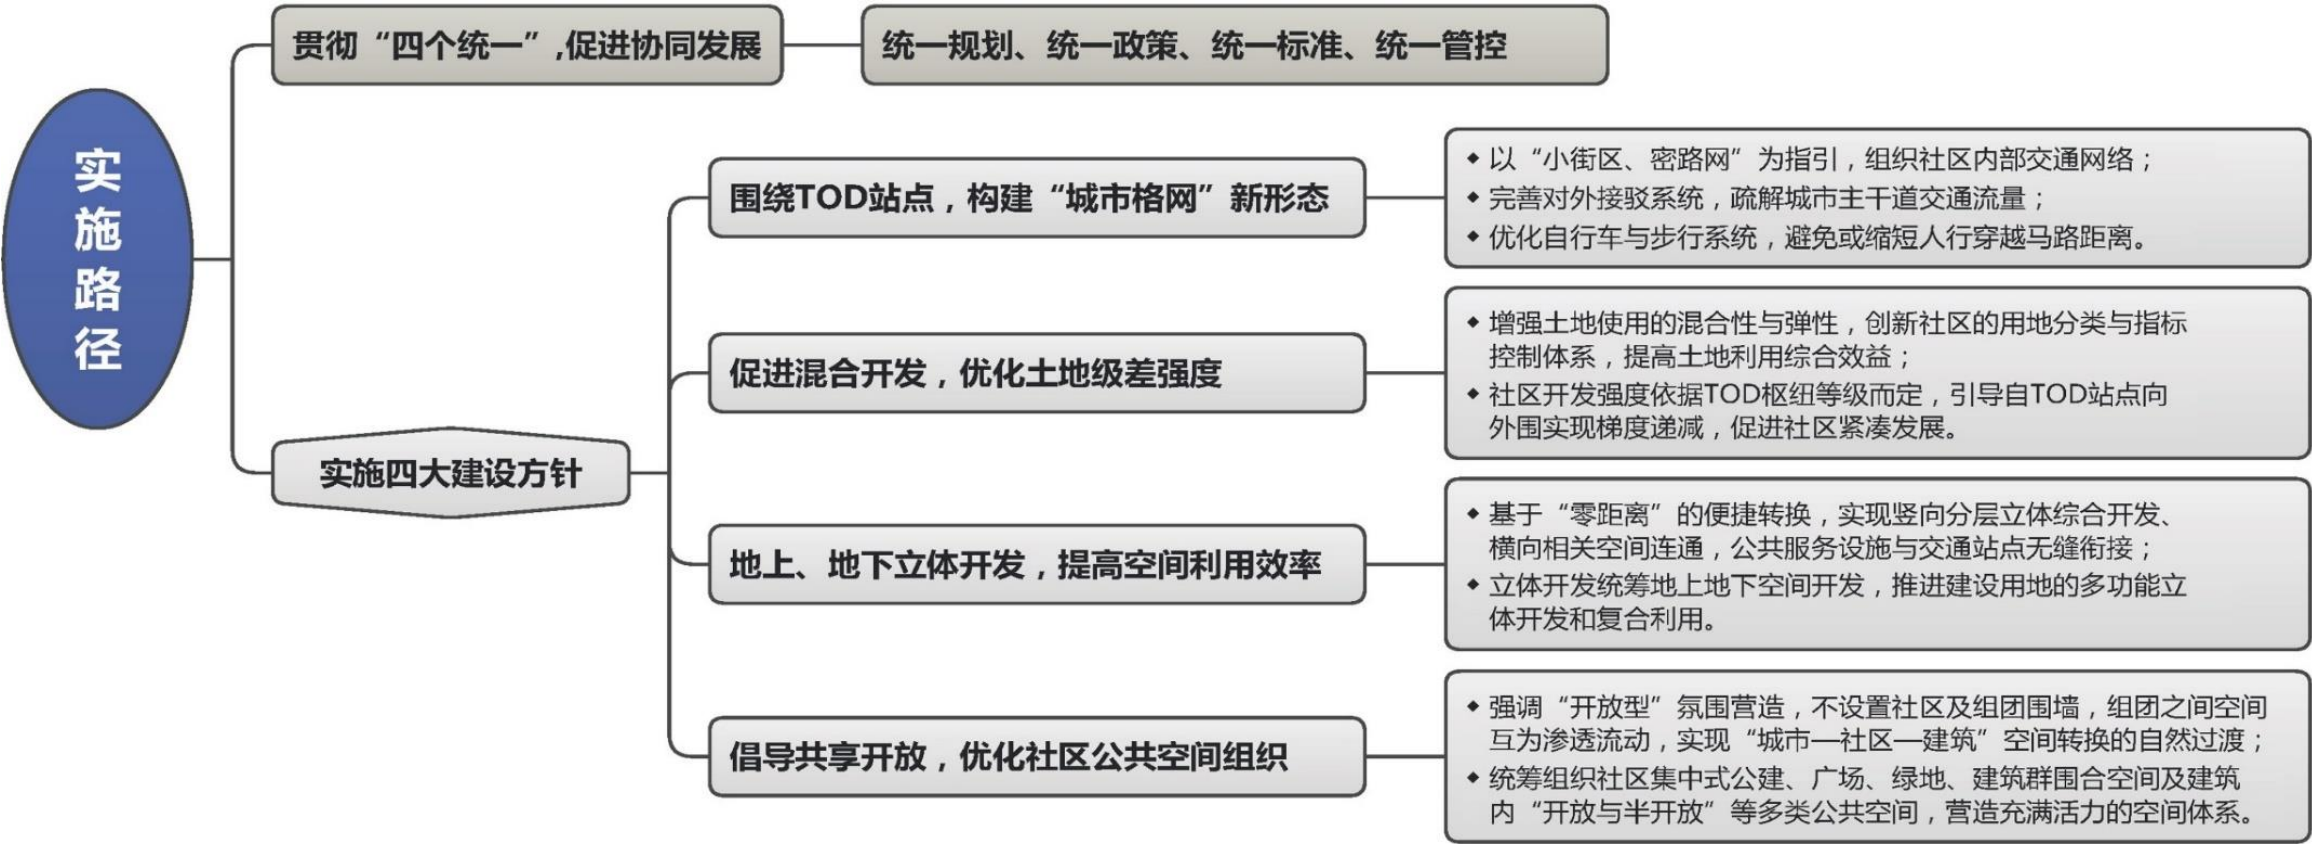 实施路径
贯彻“四个统一”,促进协同发展
统一规划、统一政策、统一标准、统一管控
实施四大建设方针
围绕TOD站点，构建“城市格网”新形态
◆ 以“小街区、密路网”为指引，组织社区内部交通网络；
◆ 完善对外接驳系统，疏解城市主干道交通流量；
◆ 优化自行车与步行系统，避免或缩短人行穿越马路距离。
促进混合开发，优化土地级差强度
◆ 增强土地使用的混合性与弹性，创新社区的用地分类与指标
控制体系，提高土地利用综合效益；
◆ 社区开发强度依据TOD枢纽等级而定，引导自TOD站点向
外围实现梯度递减，促进社区紧凑发展。
地上、地下立体开发，提高空间利用效率
◆ 基于“零距离”的便捷转换，实现竖向分层立体综合开发、
横向相关空间连通，公共服务设施与交通站点无缝衔接；
◆ 立体开发统筹地上地下空间开发，推进建设用地的多功能立
体开发和复合利用。
倡导共享开放，优化社区公共空间组织
◆ 强调“开放型”氛围营造，不设置社区及组团围墙，组团之间空间
互为渗透流动，实现“城市—社区—建筑”空间转换的自然过渡；
◆ 统筹组织社区集中式公建、广场、绿地、建筑群围合空间及建筑
内“开放与半开放”等多类公共空间，营造充满活力的空间体系。